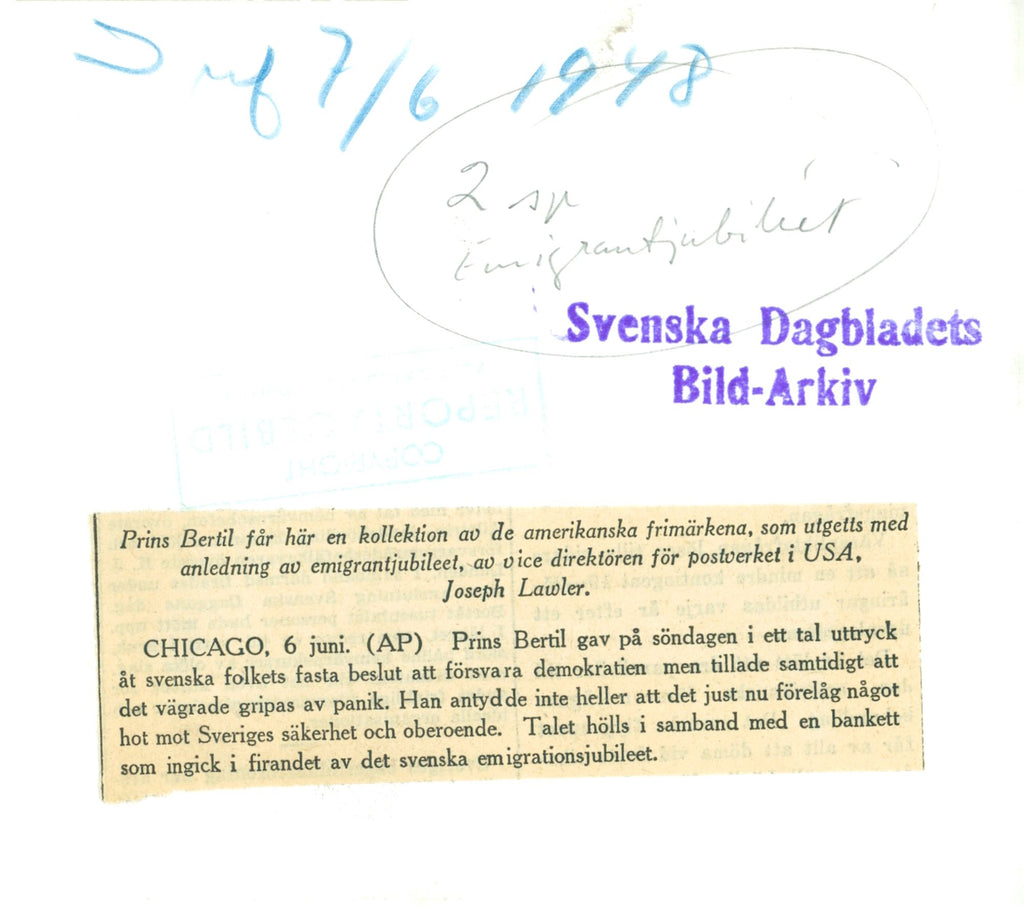 7/6 1948
2 sp
Emigrantjubiléet
Svenska Dagbladets
Bild-Arkiv
REPORTAGEBILD
COPYRIGHT
Prins Bertil får här en kollektion av de amerikanska frimärkena, som utgetts med
anledning av emigrantjubileet, av vice direktören för postverket i USA,
Joseph Lawler.
CHICAGO, 6 juni. (AP) Prins Bertil gav på söndagen i ett tal uttryck
åt svenska folkets fasta beslut att försvara demokratien men tillade samtidigt att
det vägrade gripas av panik. Han antydde inte heller att det just nu förelåg något
hot mot Sveriges säkerhet och oberoende. Talet hölls i samband med en bankett
som ingick i firandet av det svenska emigrationsjubileet.